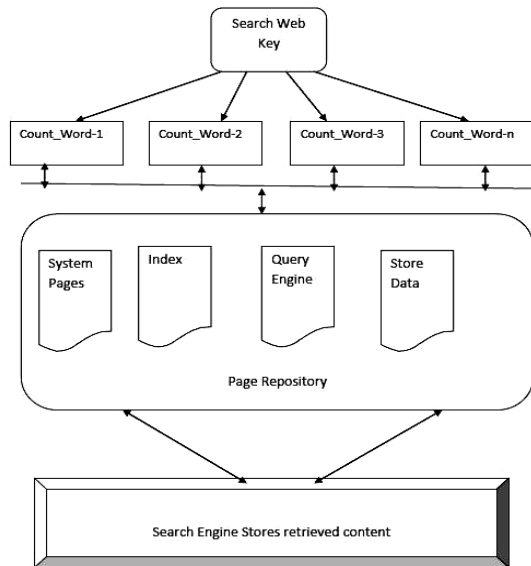 Search Web
Key
Count_Word-1
Count_Word-2
Count_Word-3
Count_Word-n
System
Pages
Index
Query
Engine
Store
Data
Page Repository
Search Engine Stores retrieved content